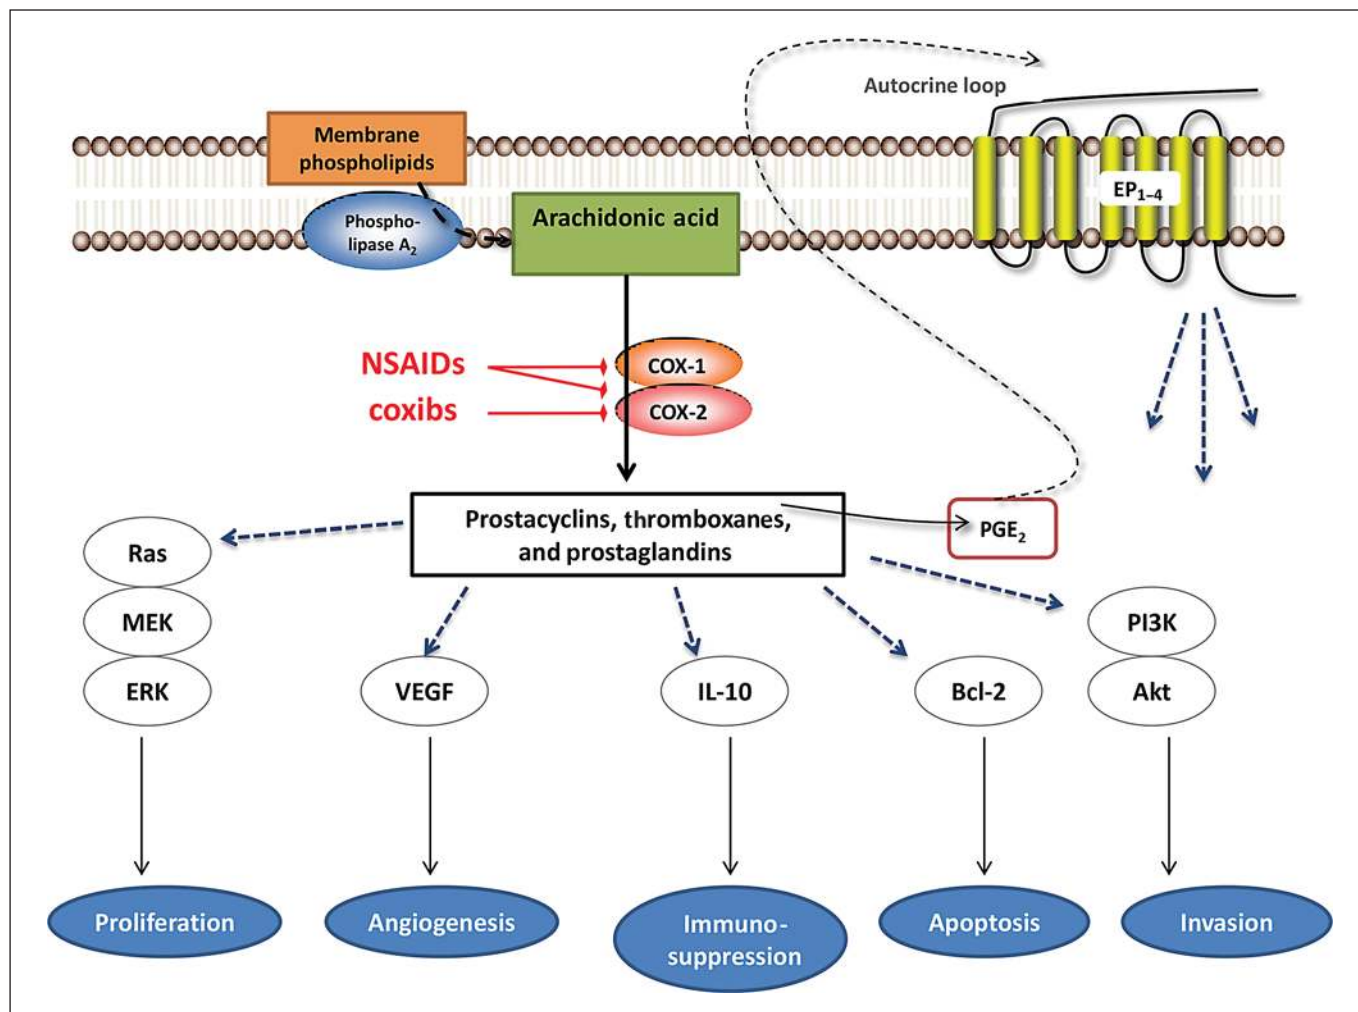 Autocrine loop
Membrane
phospholipids
EP1–4
Phospho-
lipase A2
Arachidonic acid
NSAIDs
COX-1
coxibs
COX-2
Prostacyclins, thromboxanes,
and prostaglandins
PGE2
Ras
MEK
ERK
VEGF
IL-10
Bcl-2
PI3K
Akt
Proliferation
Angiogenesis
Immuno-
suppression
Apoptosis
Invasion